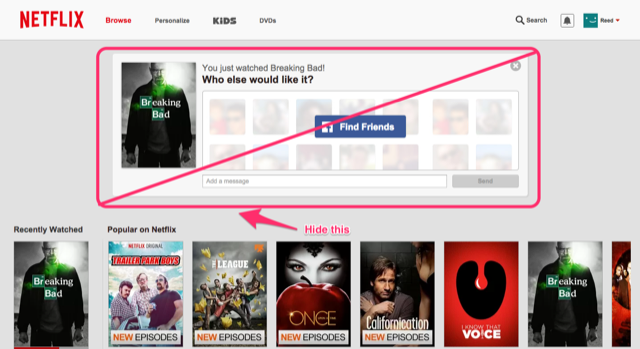 NETFLIX
Browse
Personalize
KIDS
DVDs
Search
Reed
You just watched Breaking Bad!
Who else would like it?
Breaking
Bad
f Find Friends
Add a message
Send
Hide this
Recently Watched
Popular on Netflix
Breaking
Bad
NETFLIX ORIGINAL
TRAILER PARK BOYS
NEW EPISODES
THE LEAGUE
NEW EPISODES
ONCE
NEW EPISODES
Californication
NEW EPISODES
I KNOW THAT
VOICE
Breaking
Bad